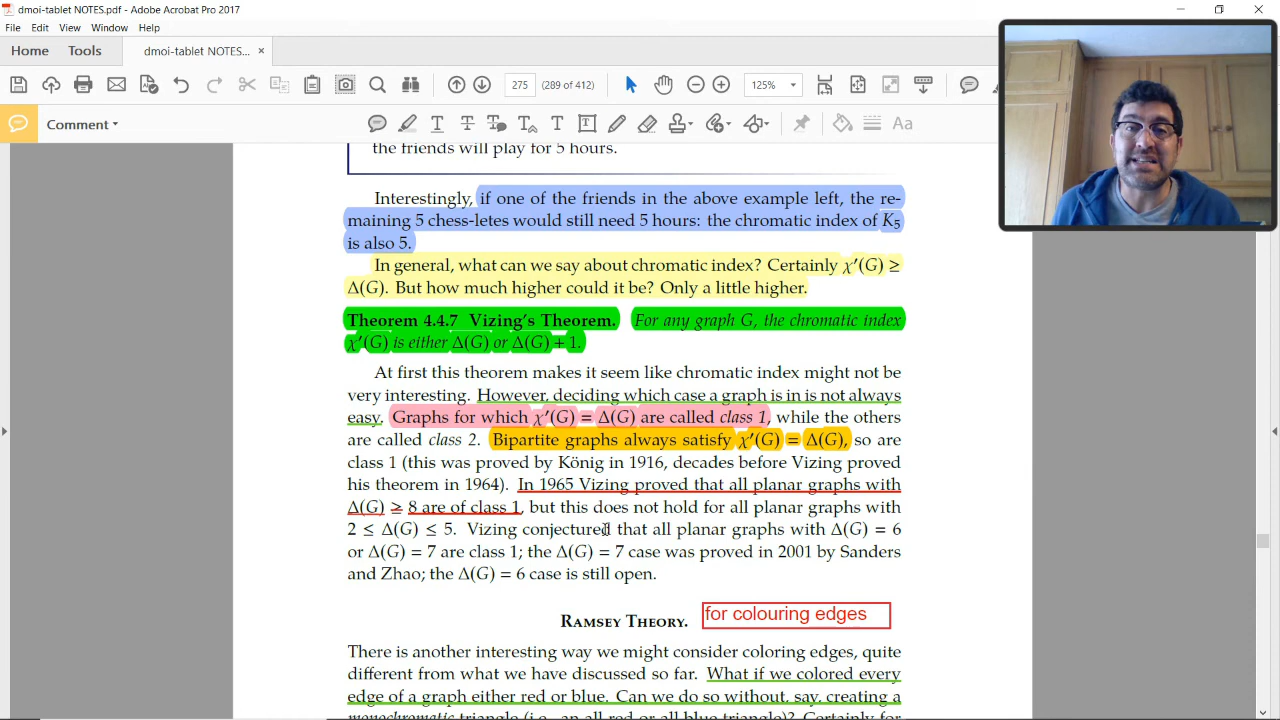 dmoi-tablet NOTES.pdf - Adobe Acrobat Pro 2017
File Edit View Window Help
Home Tools dmoi-tablet NOTES... ×
275 (289 of 412) 125%
Comment
the friends will play for 5 hours.
Interestingly, if one of the friends in the above example left, the re-
maining 5 chess-letes would still need 5 hours: the chromatic index of K₅
is also 5.
In general, what can we say about chromatic index? Certainly χ′(G) ≥
Δ(G). But how much higher could it be? Only a little higher.
Theorem 4.4.7 Vizing's Theorem. For any graph G, the chromatic index
χ′(G) is either Δ(G) or Δ(G) + 1.
At first this theorem makes it seem like chromatic index might not be
very interesting. However, deciding which case a graph is in is not always
easy. Graphs for which χ′(G) = Δ(G) are called class 1, while the others
are called class 2. Bipartite graphs always satisfy χ′(G) = Δ(G), so are
class 1 (this was proved by König in 1916, decades before Vizing proved
his theorem in 1964). In 1965 Vizing proved that all planar graphs with
Δ(G) ≥ 8 are of class 1, but this does not hold for all planar graphs with
2 ≤ Δ(G) ≤ 5. Vizing conjectured that all planar graphs with Δ(G) = 6
or Δ(G) = 7 are class 1; the Δ(G) = 7 case was proved in 2001 by Sanders
and Zhao; the Δ(G) = 6 case is still open.
Ramsey Theory. for colouring edges
There is another interesting way we might consider coloring edges, quite
different from what we have discussed so far. What if we colored every
edge of a graph either red or blue. Can we do so without, say, creating a
monochromatic triangle (i.e., an all red or all blue triangle)? Certainly for